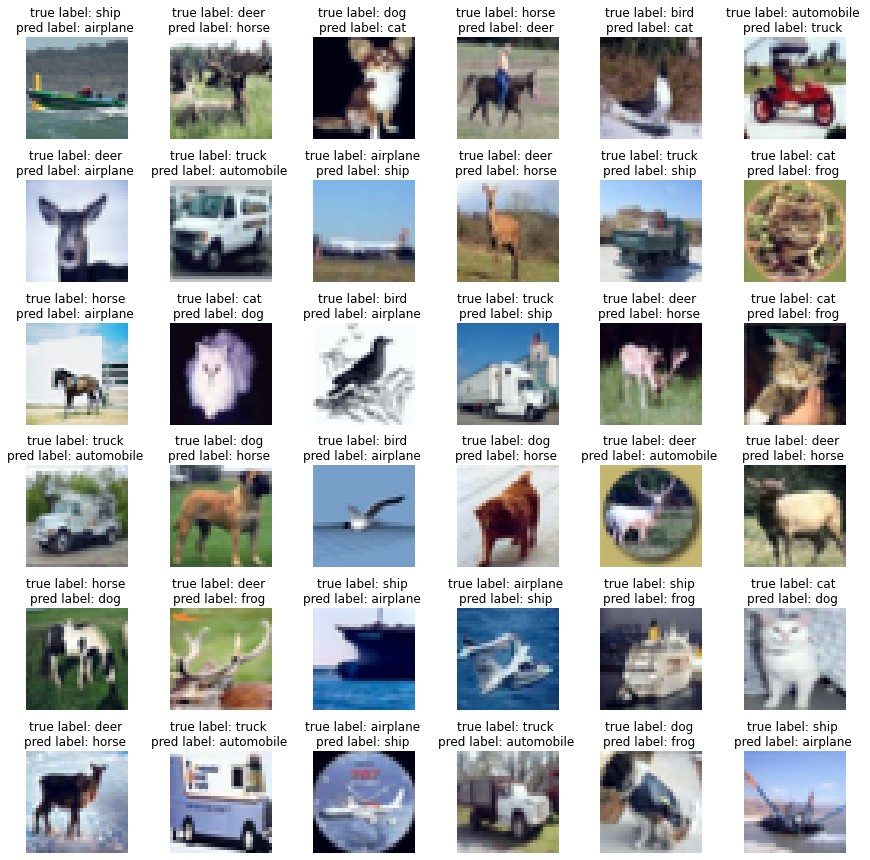 true label: ship
pred label: airplane
true label: deer
pred label: horse
true label: dog
pred label: cat
true label: horse
pred label: deer
true label: bird
pred label: cat
true label: automobile
pred label: truck
true label: deer
pred label: airplane
true label: truck
pred label: automobile
true label: airplane
pred label: ship
true label: deer
pred label: horse
true label: truck
pred label: ship
true label: cat
pred label: frog
true label: horse
pred label: airplane
true label: cat
pred label: dog
true label: bird
pred label: airplane
true label: truck
pred label: ship
true label: deer
pred label: horse
true label: cat
pred label: frog
true label: truck
pred label: automobile
true label: dog
pred label: horse
true label: bird
pred label: airplane
true label: dog
pred label: horse
true label: deer
pred label: automobile
true label: deer
pred label: horse
true label: horse
pred label: dog
true label: deer
pred label: frog
true label: ship
pred label: airplane
true label: airplane
pred label: ship
true label: ship
pred label: frog
true label: cat
pred label: dog
true label: deer
pred label: horse
true label: truck
pred label: automobile
true label: airplane
pred label: ship
true label: truck
pred label: automobile
true label: dog
pred label: frog
true label: ship
pred label: airplane